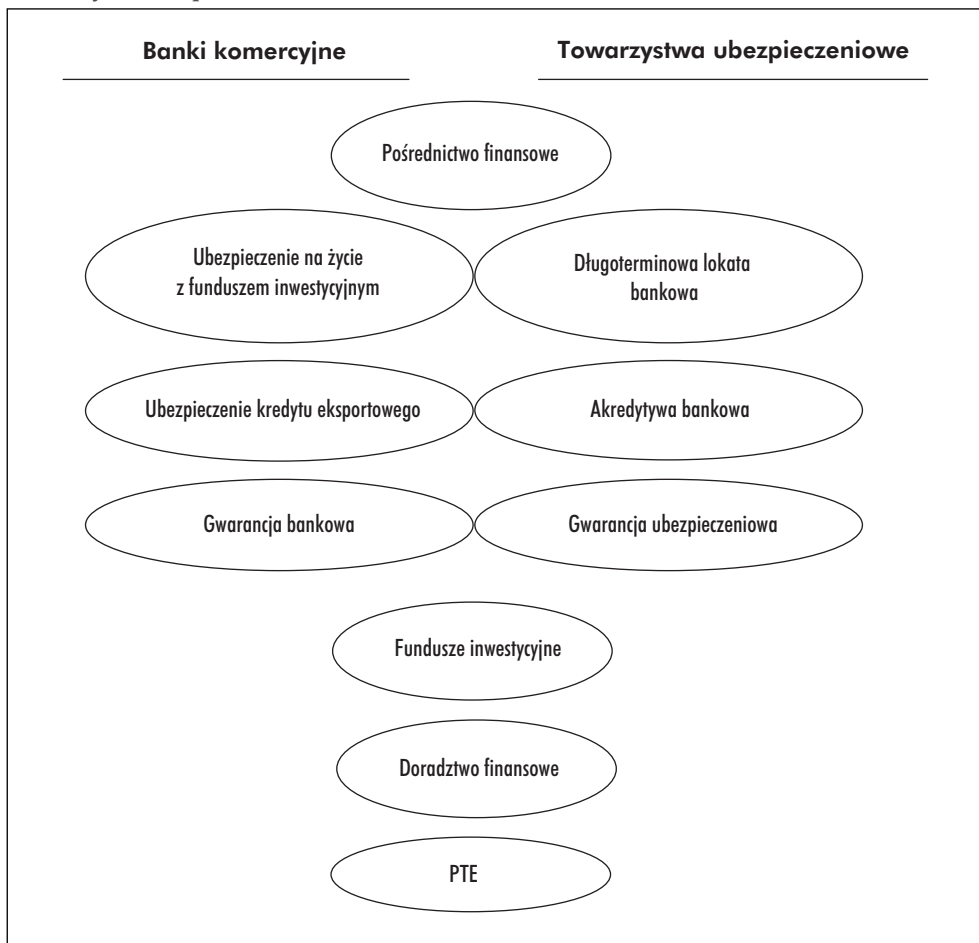 Banki komercyjne
Towarzystwa ubezpieczeniowe
Pośrednictwo finansowe
Ubezpieczenie na życie
z funduszem inwestycyjnym
Długoterminowa lokata
bankowa
Ubezpieczenie kredytu eksportowego
Akredytywa bankowa
Gwarancja bankowa
Gwarancja ubezpieczeniowa
Fundusze inwestycyjne
Doradztwo finansowe
PTE